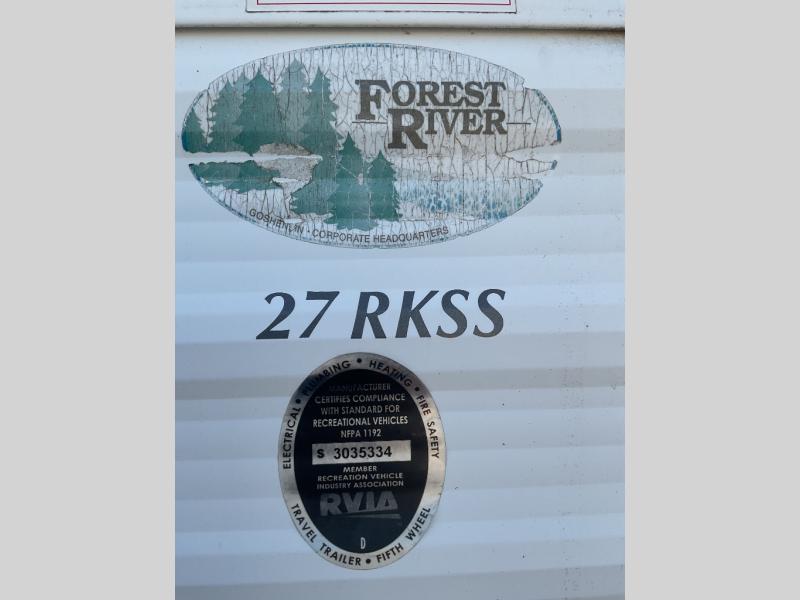 FOREST
RIVER
GOSHEN, IN • CORPORATE HEADQUARTERS
27 RKSS
ELECTRICAL • PLUMBING • HEATING • FIRE SAFETY
MANUFACTURER
CERTIFIES COMPLIANCE
WITH STANDARD FOR
RECREATIONAL VEHICLES
NFPA 1192
S 3035334
MEMBER
RECREATION VEHICLE
INDUSTRY ASSOCIATION
RVIA
D
TRAVEL TRAILER • FIFTH WHEEL